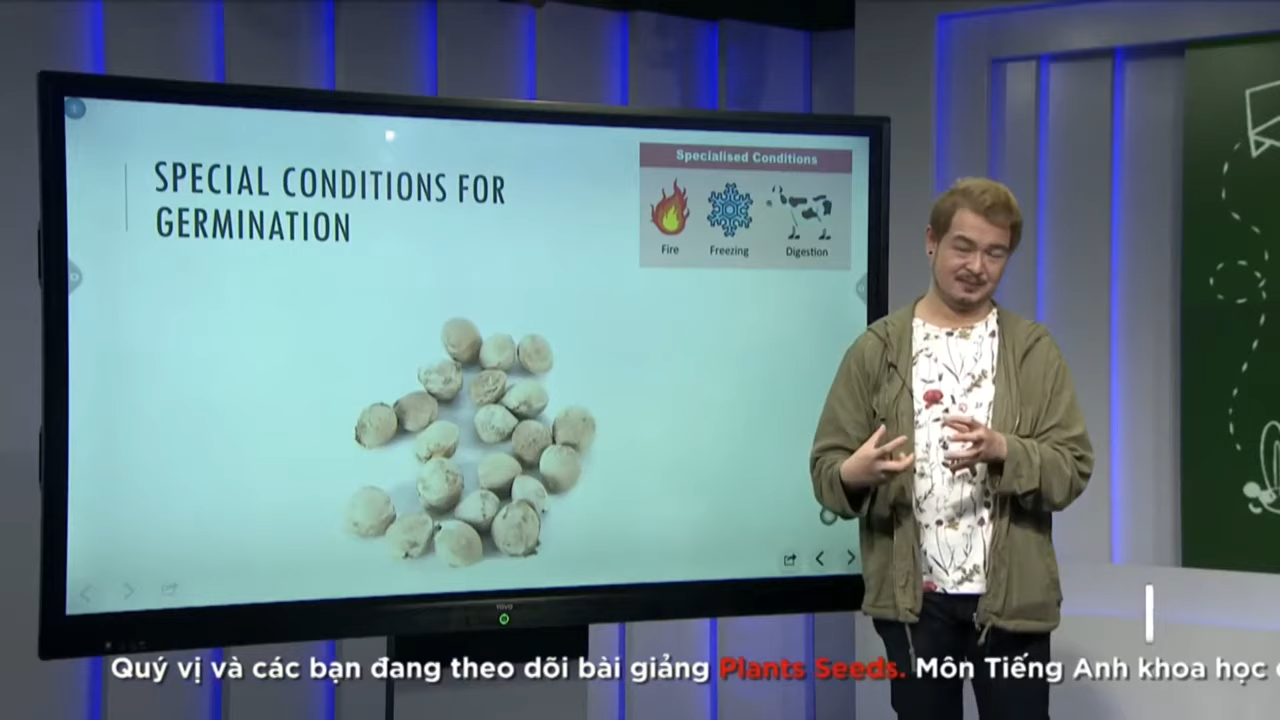 SPECIAL CONDITIONS FOR
GERMINATION
Specialised Conditions
Fire Freezing Digestion
Quý vị và các bạn đang theo dõi bài giảng Plants Seeds. Môn Tiếng Anh khoa học